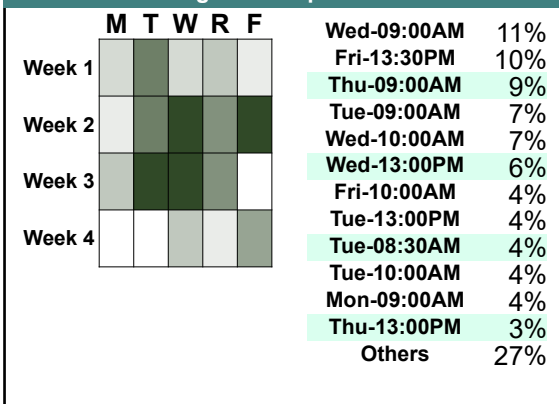 M T W R F
Week 1
Week 2
Week 3
Week 4
Wed-09:00AM 11%
Fri-13:30PM 10%
Thu-09:00AM 9%
Tue-09:00AM 7%
Wed-10:00AM 7%
Wed-13:00PM 6%
Fri-10:00AM 4%
Tue-13:00PM 4%
Tue-08:30AM 4%
Tue-10:00AM 4%
Mon-09:00AM 4%
Thu-13:00PM 3%
Others 27%